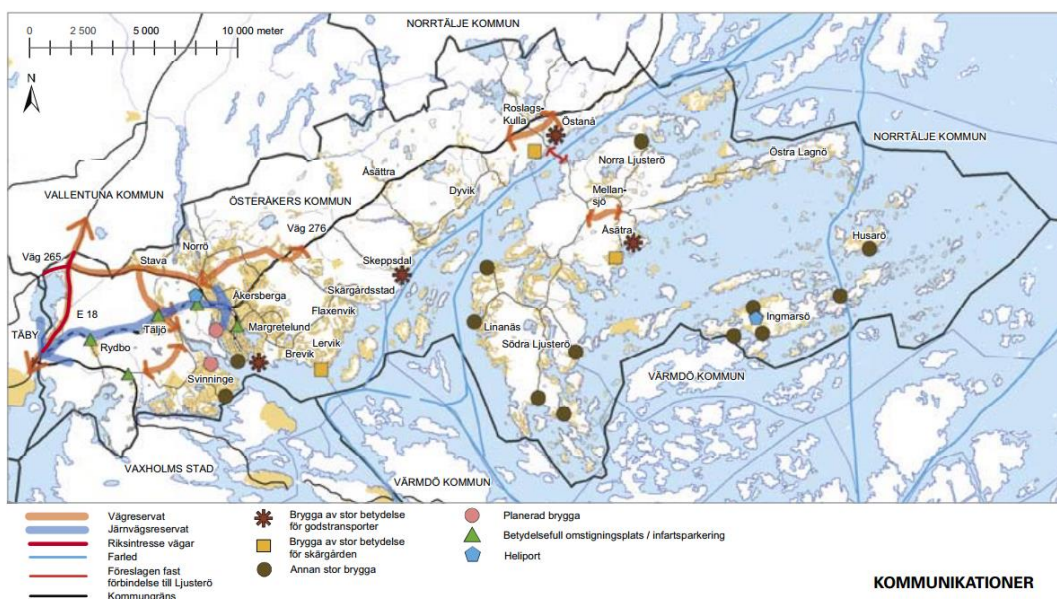 NORRTÄLJE KOMMUN
0 2 500 5 000 10 000 meter
N
Roslags-
Kulla
Östanå
NORRTÄLJE KOMMUN
Norra Ljusterö
Östra Lagnö
Åsättra
Mellan-
sjö
Dyvik
VALLENTUNA KOMMUN
ÖSTERÅKERS KOMMUN
Åsätra
Väg 276
Husarö
Norrö
Väg 265
Stava
Skeppsdal
Skärgårdsstad
Åkersberga
Flaxenvik
E 18
Ingmarsö
TÄBY
Täljö
Margretelund
Linanäs
Lervik
Rydbo
Brevik
Södra Ljusterö
Svinninge
VÄRMDÖ KOMMUN
VAXHOLMS STAD
VÄRMDÖ KOMMUN
Vägreservat
Järnvägsreservat
Riksintresse vägar
Farled
Föreslagen fast
förbindelse till Ljusterö
Kommungräns
Brygga av stor betydelse
för godstransporter
Brygga av stor betydelse
för skärgården
Annan stor brygga
Planerad brygga
Betydelsefull omstigningsplats / infartsparkering
Heliport
KOMMUNIKATIONER